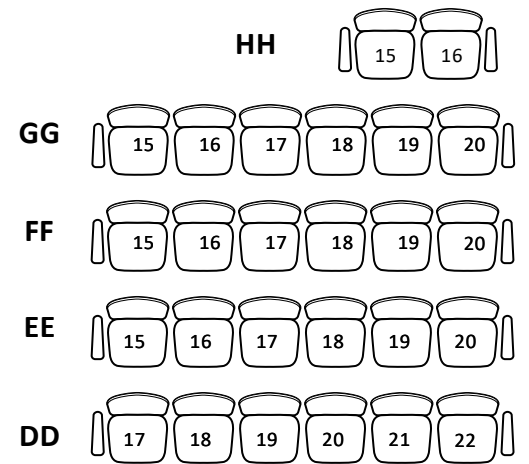 HH 15 16
GG 15 16 17 18 19 20
FF 15 16 17 18 19 20
EE 15 16 17 18 19 20
DD 17 18 19 20 21 22